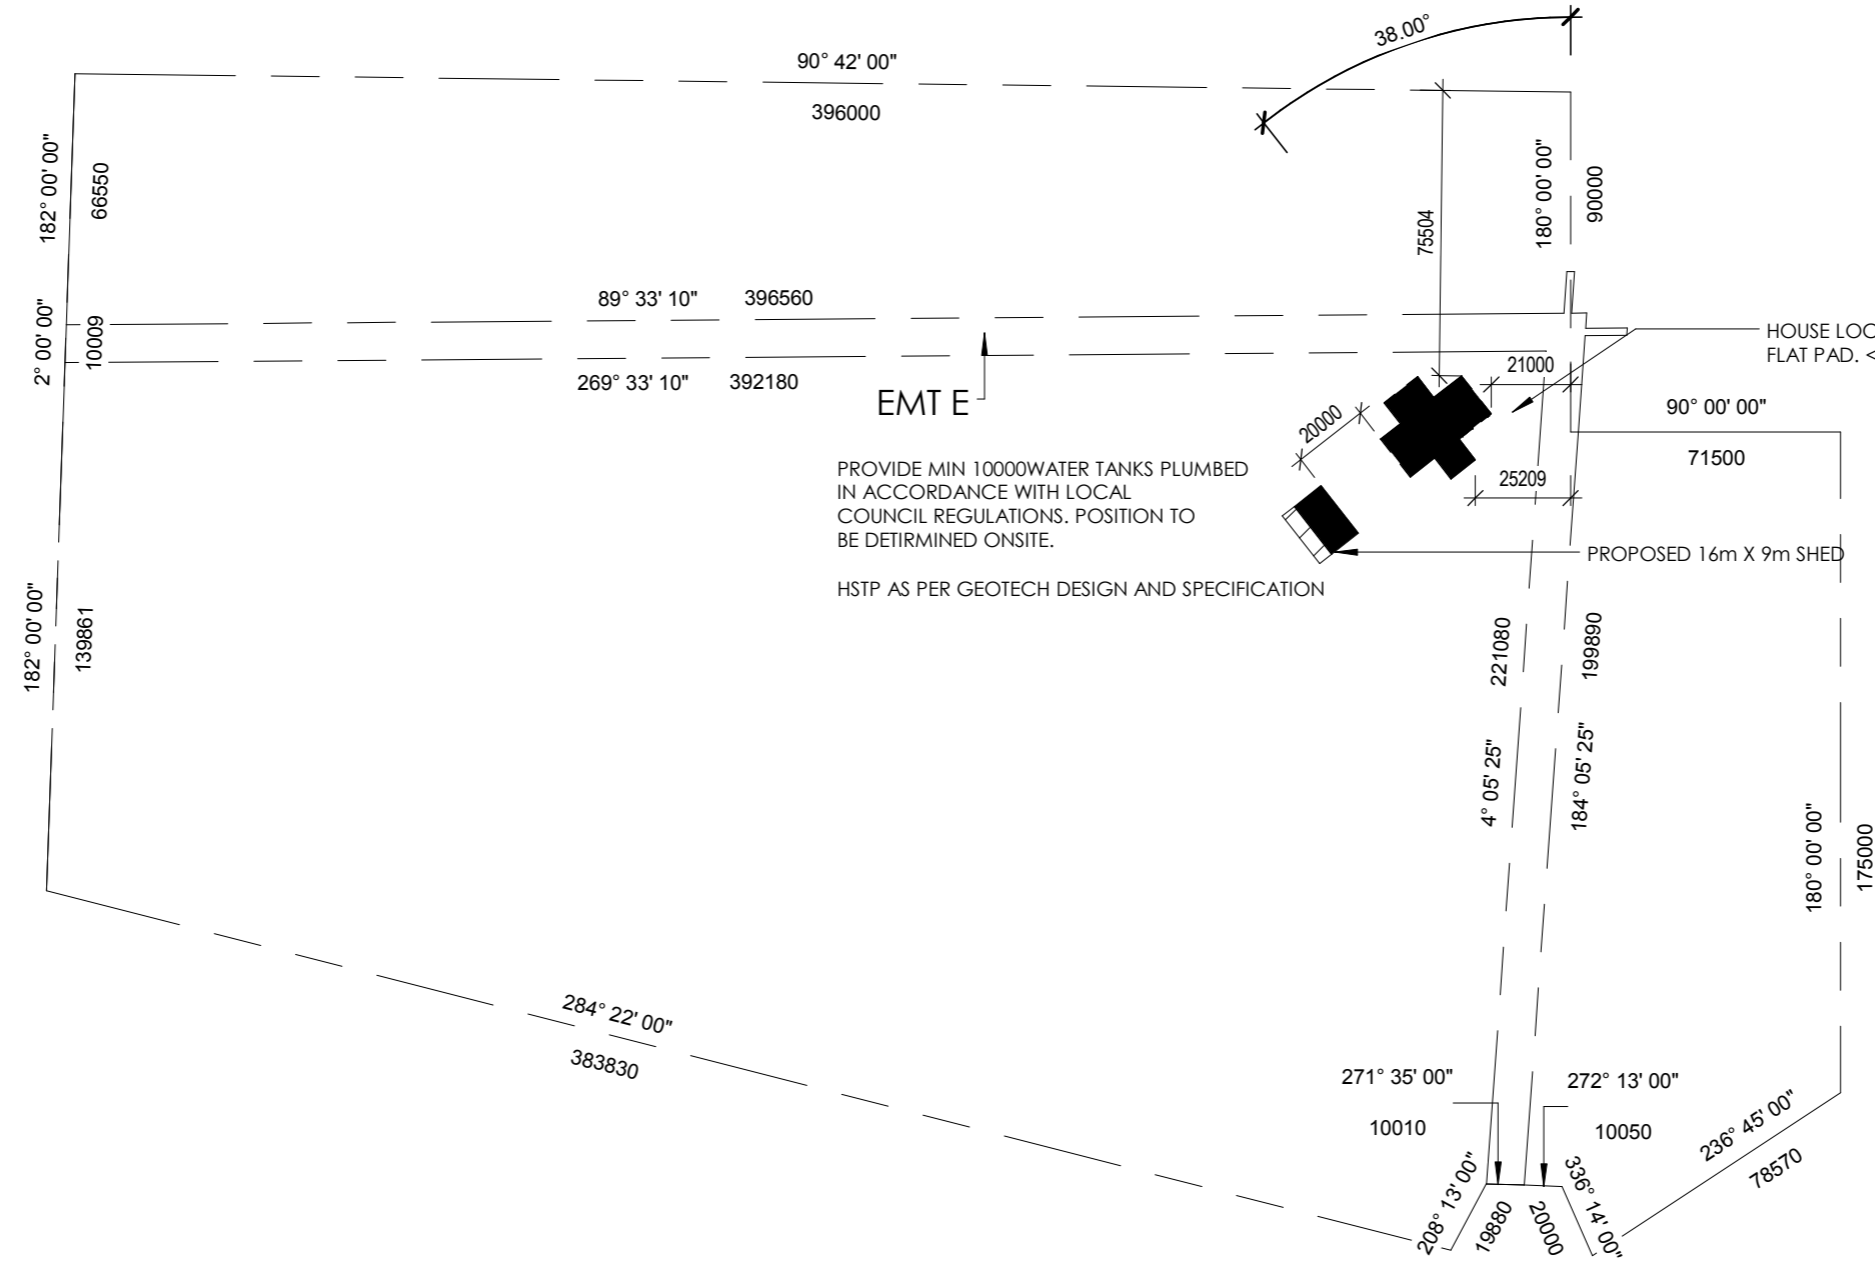 38.00°
90° 42' 00"
396000
182° 00' 00"
66550
75504
180° 00' 00"
90000
2° 00' 00"
10009
89° 33' 10" 396560
269° 33' 10" 392180
EMT E
21000
HOUSE LOC
FLAT PAD. <
90° 00' 00"
71500
20000
25209
PROVIDE MIN 10000WATER TANKS PLUMBED
IN ACCORDANCE WITH LOCAL
COUNCIL REGULATIONS. POSITION TO
BE DETIRMINED ONSITE.
HSTP AS PER GEOTECH DESIGN AND SPECIFICATION
PROPOSED 16m X 9m SHED
182° 00' 00"
139861
221080
199890
4° 05' 25"
184° 05' 25"
180° 00' 00"
175000
284° 22' 00"
383830
271° 35' 00"
10010
272° 13' 00"
10050
236° 45' 00"
78570
208° 13' 00"
19880
20000
336° 14' 00"